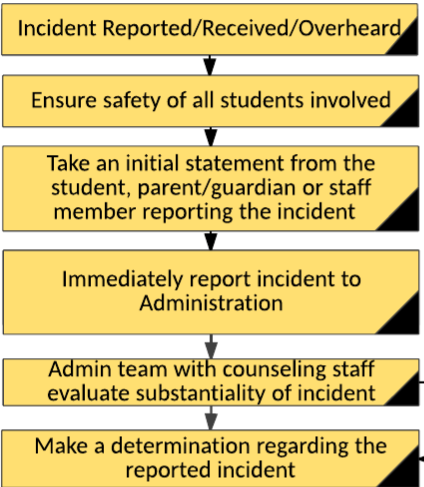 Incident Reported/Received/Overheard
Ensure safety of all students involved
Take an initial statement from the
student, parent/guardian or staff
member reporting the incident
Immediately report incident to
Administration
Admin team with counseling staff
evaluate substantiality of incident
Make a determination regarding the
reported incident